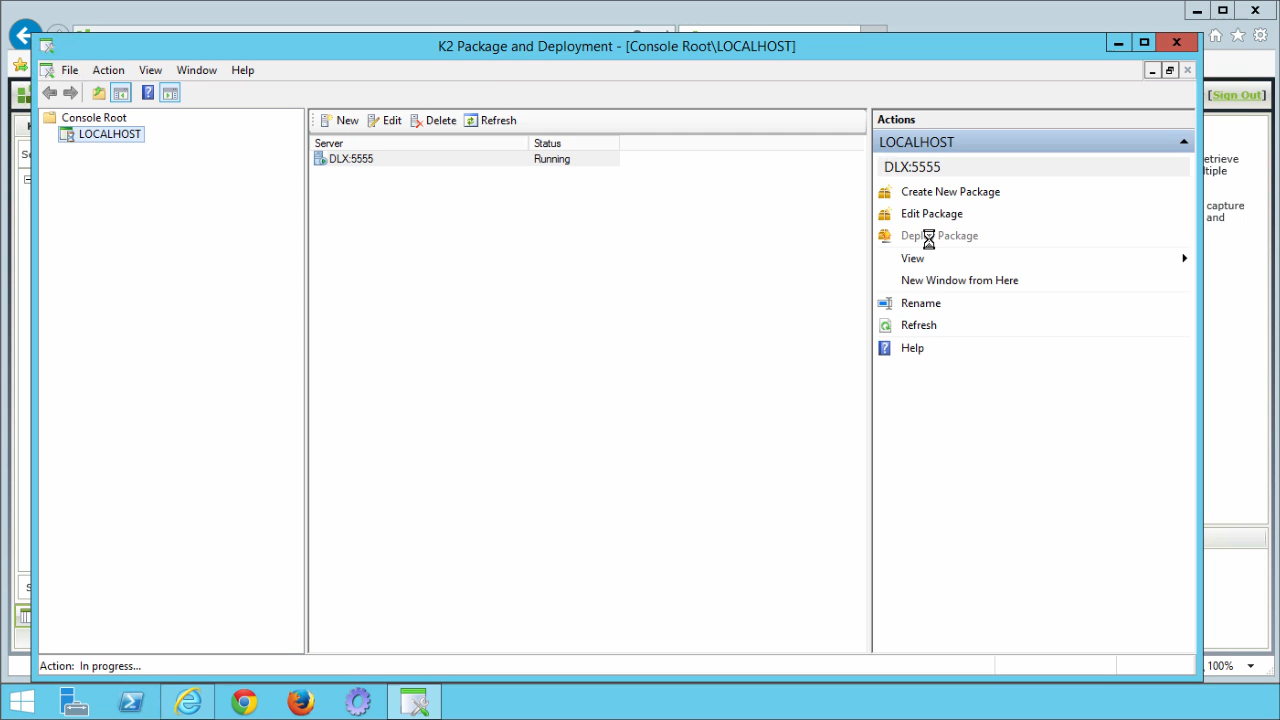 K2 Package and Deployment - [Console Root\LOCALHOST]
File Action View Window Help
[Sign Out]
Console Root
LOCALHOST
New Edit Delete Refresh
Server Status
DLX:5555 Running
Actions
LOCALHOST
DLX:5555
Create New Package
Edit Package
Deploy Package
View
New Window from Here
Rename
Refresh
Help
etrieve
ltiple
capture
and
Action: In progress...
100%